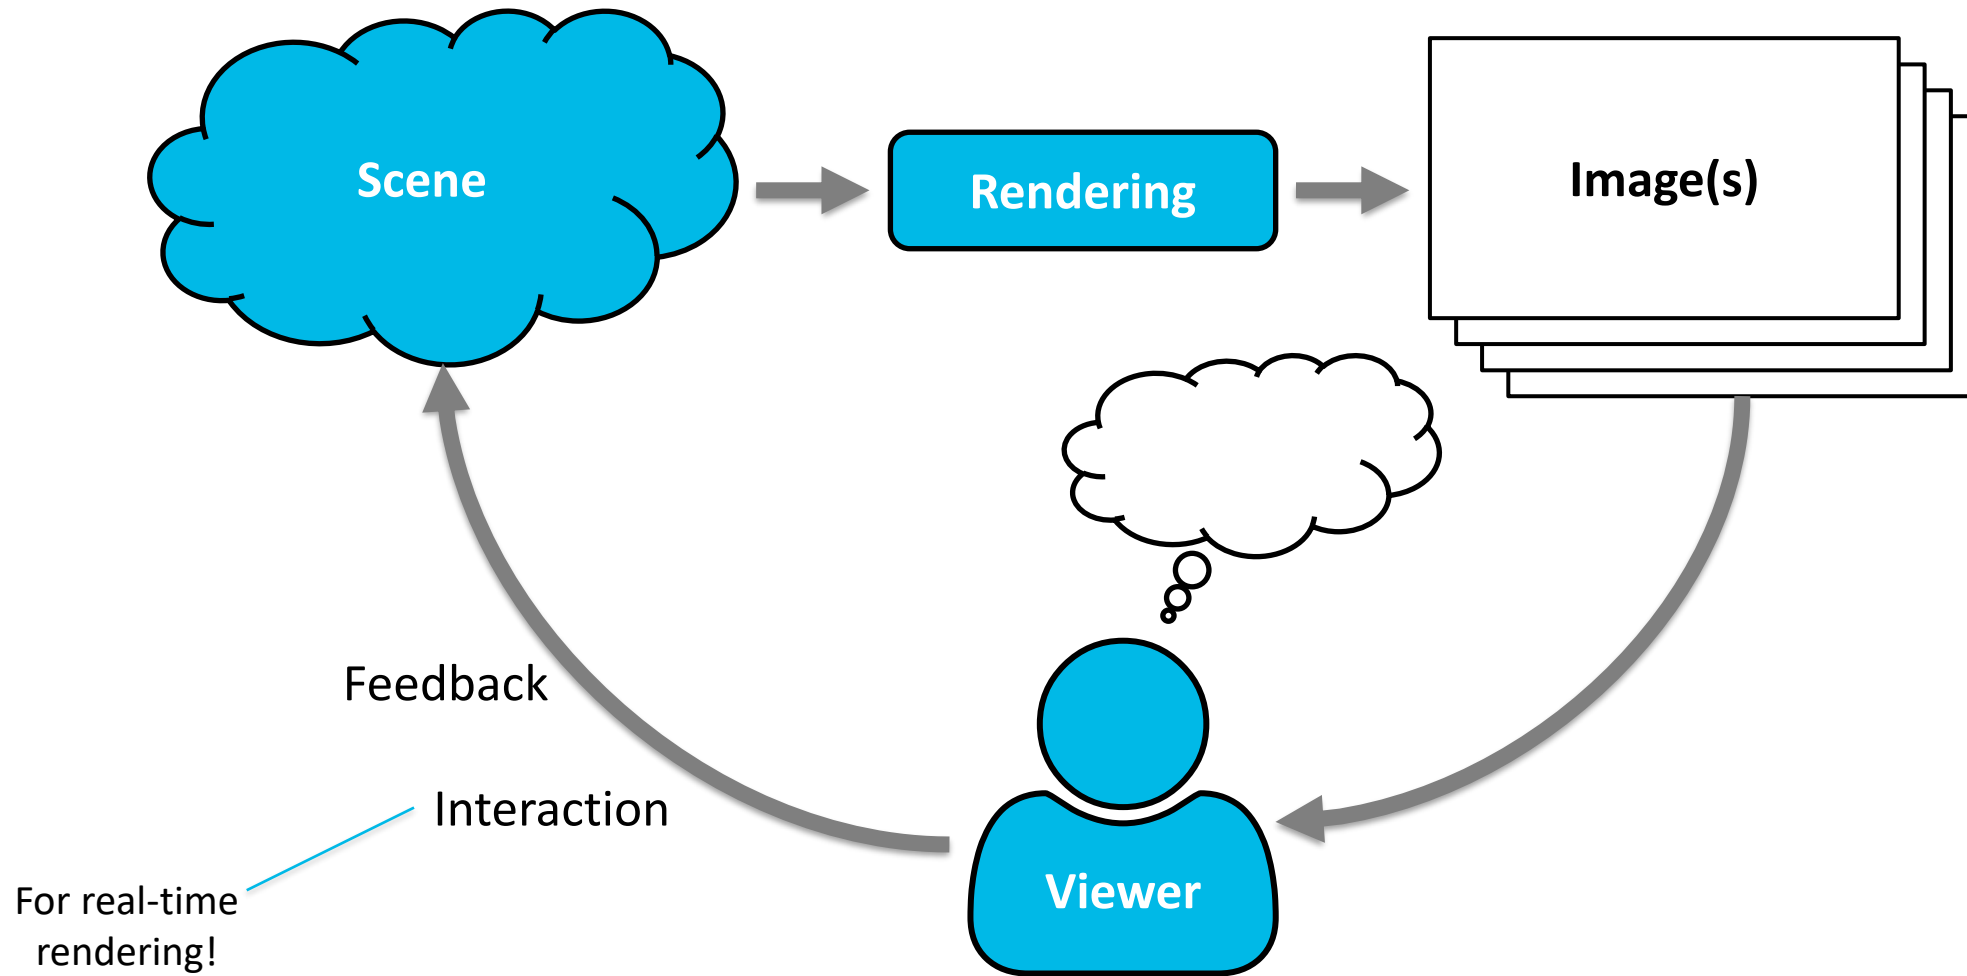 Scene
Rendering
Image(s)
Feedback
Interaction
For real-time
rendering!
Viewer